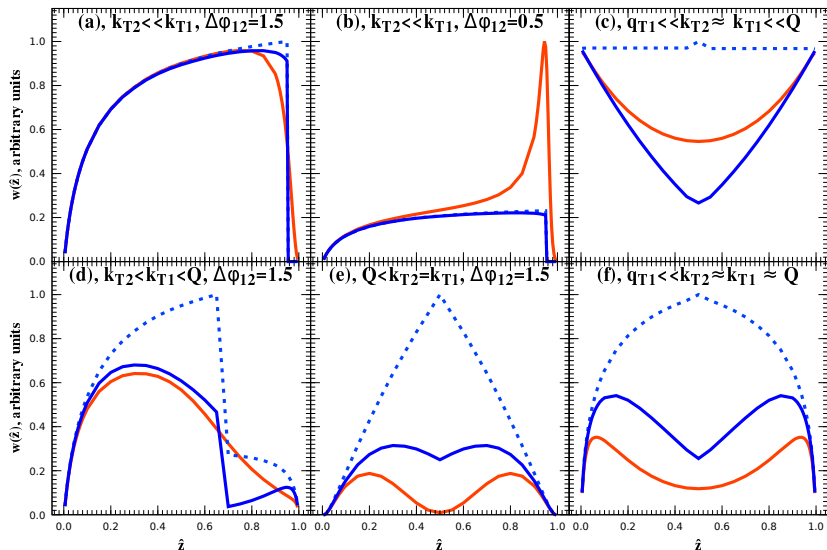 (a), kT2<<kT1, Δφ12=1.5
(b), kT2<<kT1, Δφ12=0.5
(c), qT1<<kT2≈ kT1<<Q
w(ẑ), arbitrary units
1.0
0.8
0.6
0.4
0.2
0.0
(d), kT2<kT1<Q, Δφ12=1.5
(e), Q<kT2=kT1, Δφ12=1.5
(f), qT1<<kT2≈kT1 ≈ Q
w(ẑ), arbitrary units
1.0
0.8
0.6
0.4
0.2
0.0
0.0 0.2 0.4 0.6 0.8 1.0
0.2 0.4 0.6 0.8 1.0
0.0 0.2 0.4 0.6 0.8 1.0
ẑ ẑ ẑ